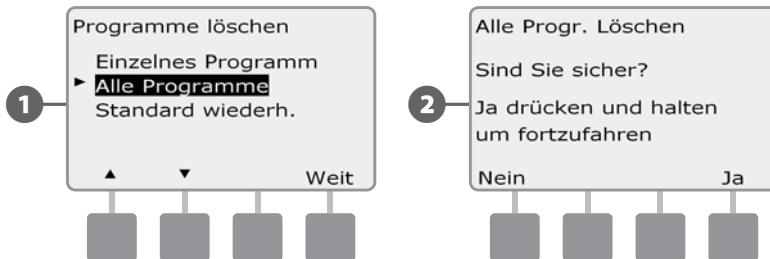 Programme löschen
Einzelnes Programm
► Alle Programme
Standard wiederh.
1
▲ ▼ Weit
Alle Progr. Löschen
Sind Sie sicher?
2
Ja drücken und halten
um fortzufahren
Nein Ja